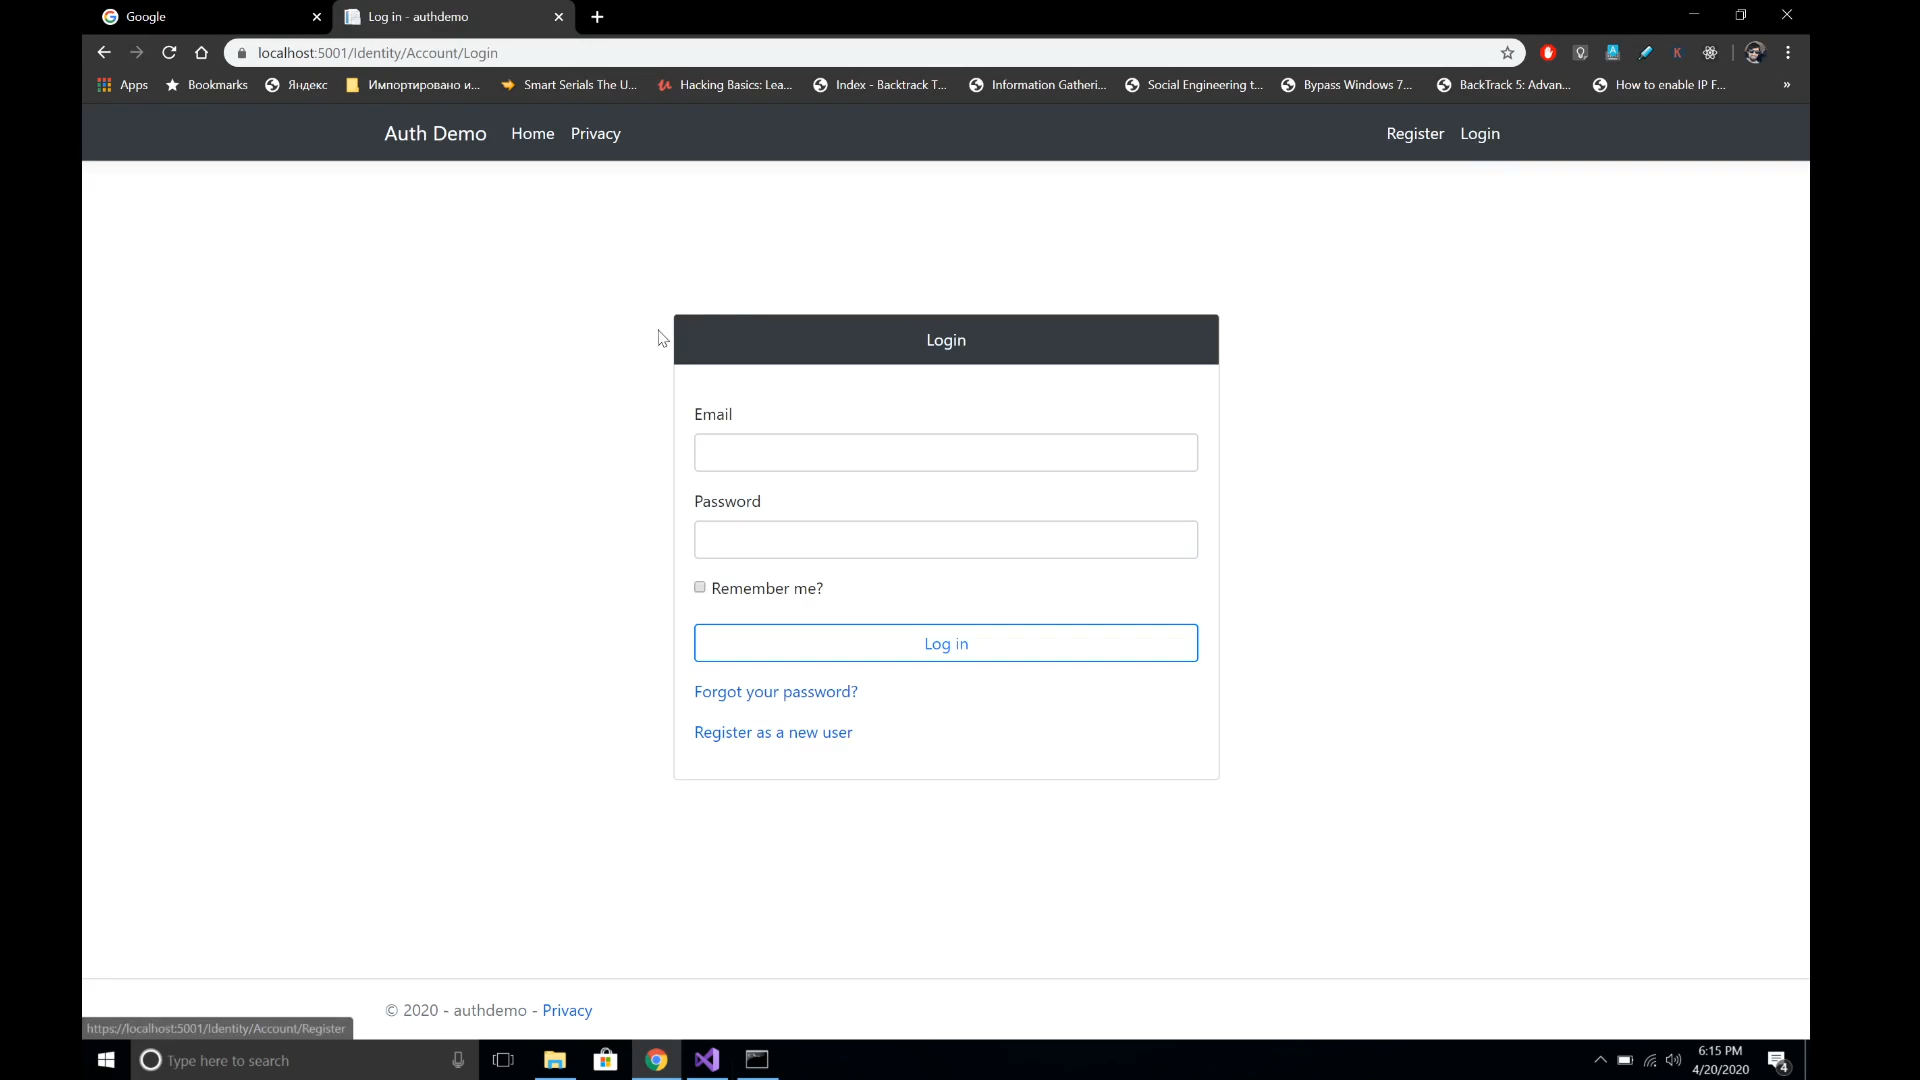 Google
Log in - authdemo
localhost:5001/Identity/Account/Login
Apps
Bookmarks
Яндекс
Импортировано и...
Smart Serials The U...
Hacking Basics: Lea...
Index - Backtrack T...
Information Gatheri...
Social Engineering t...
Bypass Windows 7...
BackTrack 5: Advan...
How to enable IP F...
»
Auth Demo
Home
Privacy
Register
Login
Login
Email
Password
Remember me?
Log in
Forgot your password?
Register as a new user
© 2020 - authdemo - Privacy
https://localhost:5001/Identity/Account/Register
Type here to search
6:15 PM
4/20/2020
4